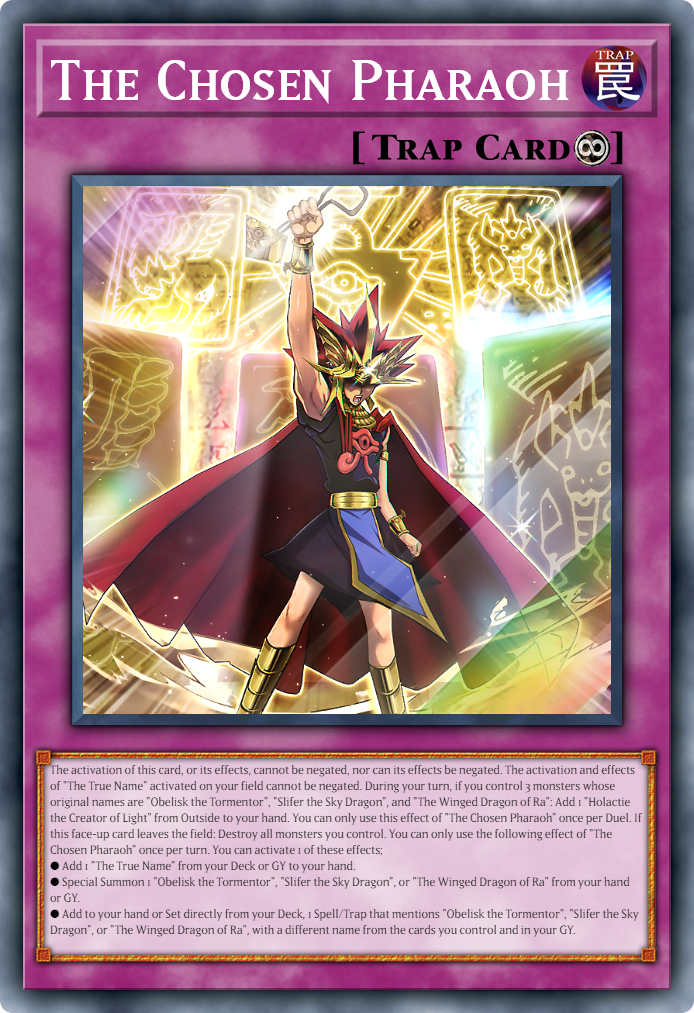 The Chosen Pharaoh
TRAP
罠
[ Trap Card ]
The activation of this card, or its effects, cannot be negated, nor can its effects be negated. The activation and effects
of "The True Name" activated on your field cannot be negated. During your turn, if you control 3 monsters whose
original names are "Obelisk the Tormentor", "Slifer the Sky Dragon", and "The Winged Dragon of Ra": Add 1 "Holactie
the Creator of Light" from Outside to your hand. You can only use this effect of "The Chosen Pharaoh" once per Duel. If
this face-up card leaves the field: Destroy all monsters you control. You can only use the following effect of "The
Chosen Pharaoh" once per turn. You can activate 1 of these effects;
● Add 1 "The True Name" from your Deck or GY to your hand.
● Special Summon 1 "Obelisk the Tormentor", "Slifer the Sky Dragon", or "The Winged Dragon of Ra" from your hand
or GY.
● Add to your hand or Set directly from your Deck, 1 Spell/Trap that mentions "Obelisk the Tormentor", "Slifer the Sky
Dragon", or "The Winged Dragon of Ra", with a different name from the cards you control and in your GY.